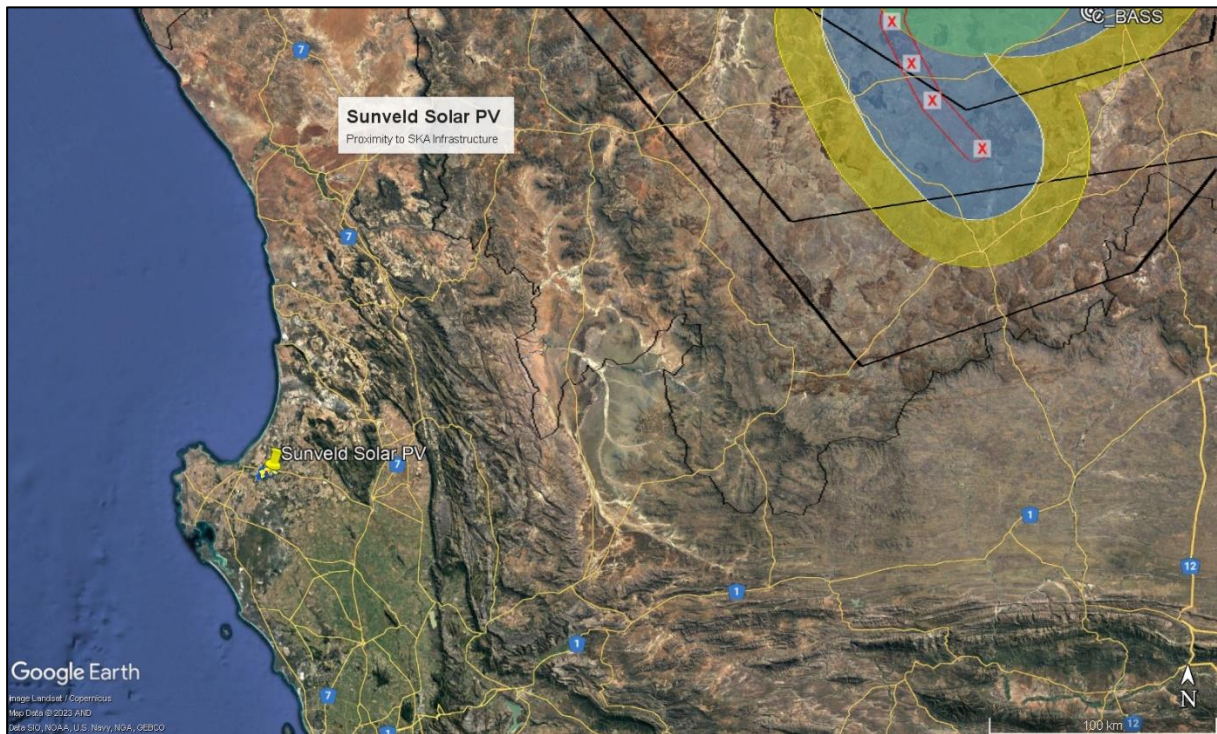 C_BASS
X
7
X
X
Sunveld Solar PV
Proximity to SKA Infrastructure
X
7
Sunveld Solar PV
7
1
12
1
1
Google Earth
N
7
Image Landsat / Copernicus
Map Data © 2023 AND
Data SIO, NOAA, U.S. Navy, NGA, GEBCO
1
100 km
12